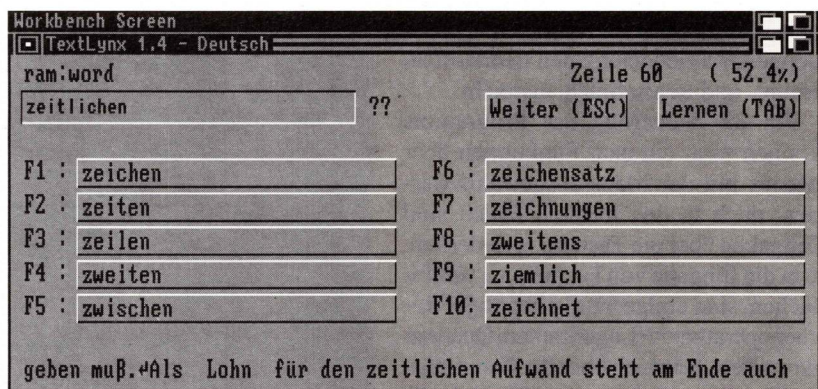 Workbench Screen
TextLynx 1.4 - Deutsch
ram:word Zeile 60 ( 52.4%)
zeitlichen ?? Weiter (ESC) Lernen (TAB)
F1 : zeichen F6 : zeichensatz
F2 : zeiten F7 : zeichnungen
F3 : zeilen F8 : zweitens
F4 : zweiten F9 : ziemlich
F5 : zwischen F10: zeichnet
geben muß.↵Als Lohn für den zeitlichen Aufwand steht am Ende auch